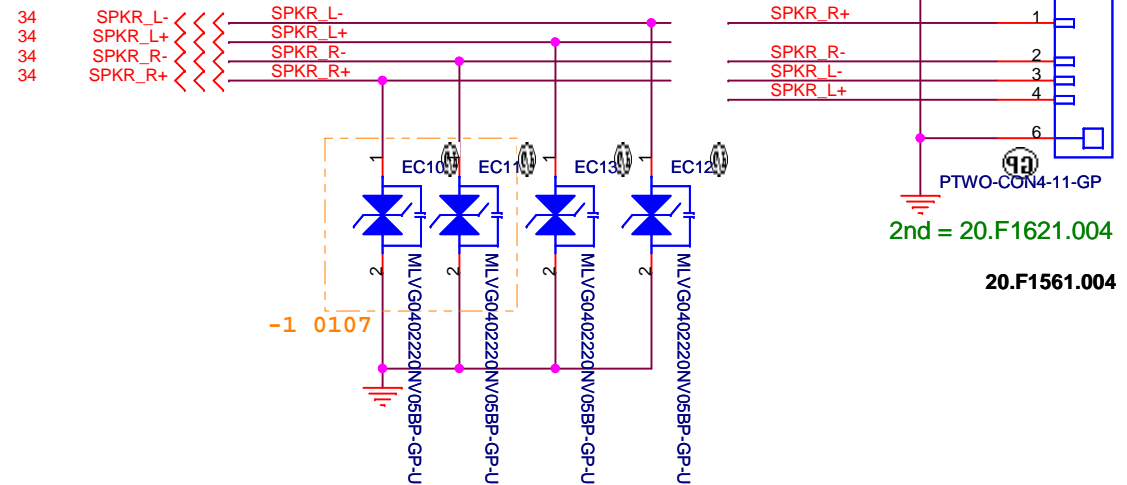 34 SPKR_L- SPKR_L- SPKR_R+ 1
34 SPKR_L+ SPKR_L+
34 SPKR_R- SPKR_R- SPKR_R- 2
34 SPKR_R+ SPKR_R+ SPKR_L- 3
SPKR_L+ 4
6
1 EC10 1 EC11 1 EC13 1 EC12
GP
PTWO-CON4-11-GP
2nd = 20.F1621.004
20.F1561.004
2 2 2 2
MLVG0402220NV05BP-GP-U
MLVG0402220NV05BP-GP-U
MLVG0402220NV05BP-GP-U
MLVG0402220NV05BP-GP-U
-1 0107